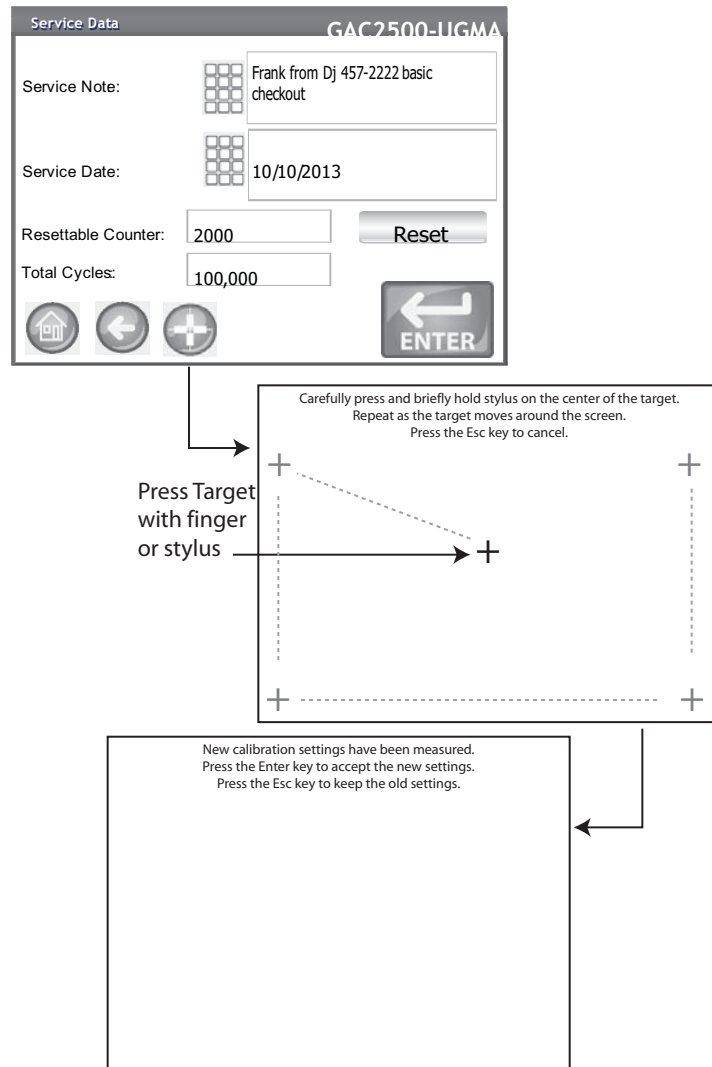 Service Data
GAC2500-UGMA
Service Note:
Frank from Dj 457-2222 basic
checkout
Service Date:
10/10/2013
Resettable Counter:
2000
Reset
Total Cycles:
100,000
ENTER
Carefully press and briefly hold stylus on the center of the target.
Repeat as the target moves around the screen.
Press the Esc key to cancel.
Press Target
with finger
or stylus
New calibration settings have been measured.
Press the Enter key to accept the new settings.
Press the Esc key to keep the old settings.